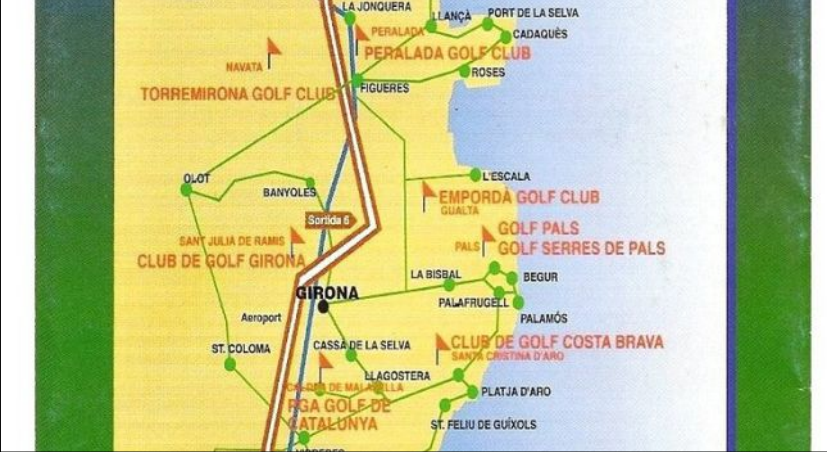 LA JONQUERA
LLANÇÀ
PORT DE LA SELVA
PERALADA
CADAQUÈS
PERALADA GOLF CLUB
NAVATA
ROSES
TORREMIRONA GOLF CLUB
FIGUERES
OLOT
L'ESCALA
BANYOLES
EMPORDÀ GOLF CLUB
GUALTA
Sortida 6
GOLF PALS
SANT JULIA DE RAMIS
PALS
GOLF SERRES DE PALS
CLUB DE GOLF GIRONA
LA BISBAL
BEGUR
GIRONA
PALAFRUGELL
Aeroport
PALAMÓS
CLUB DE GOLF COSTA BRAVA
ST. COLOMA
CASSA DE LA SELVA
SANTA CRISTINA D'ARO
LLAGOSTERA
CALDES DE MALAVELLA
PLATJA D'ARO
PGA GOLF DE
CATALUNYA
ST. FELIU DE GUÍXOLS